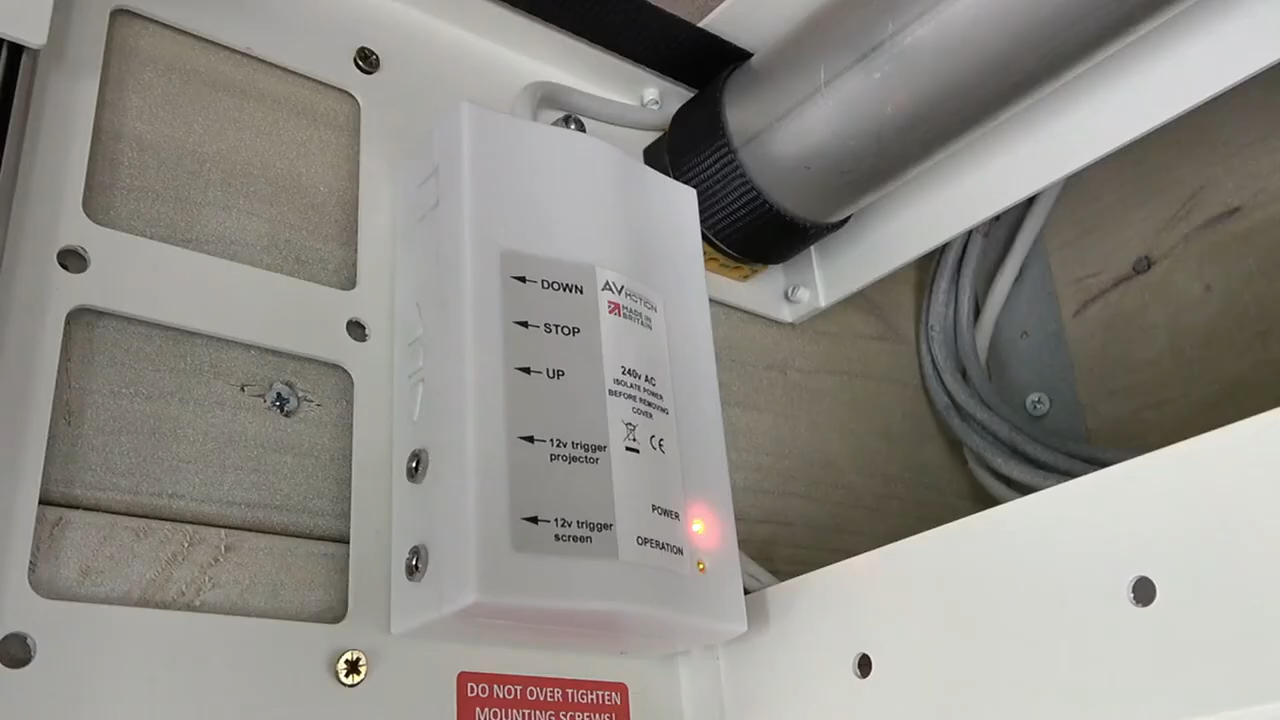 DOWN
STOP
UP
12v trigger
projector
12v trigger
screen
AV
MOTION
MADE IN
BRITAIN
240v AC
ISOLATE POWER
BEFORE REMOVING
COVER
CE
POWER
OPERATION
DO NOT OVER TIGHTEN
MOUNTING SCREWS!